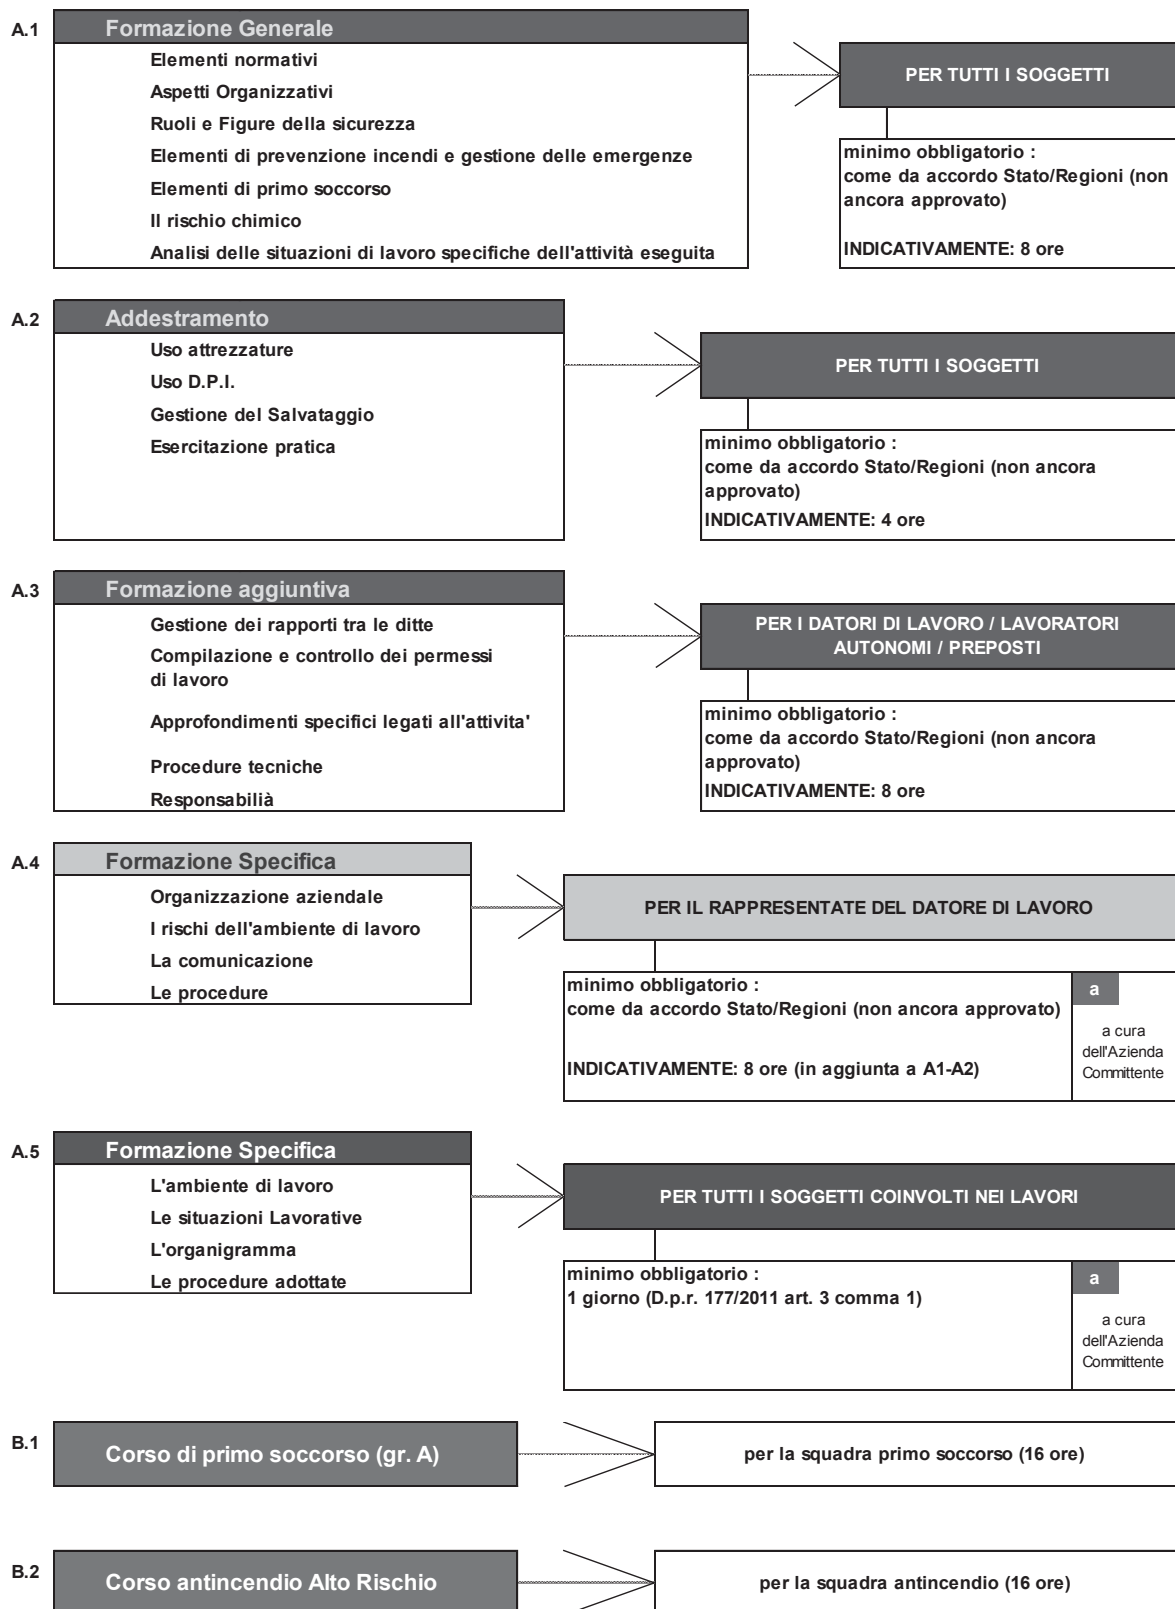 A.1
Formazione Generale
Elementi normativi
Aspetti Organizzativi
Ruoli e Figure della sicurezza
Elementi di prevenzione incendi e gestione delle emergenze
Elementi di primo soccorso
Il rischio chimico
Analisi delle situazioni di lavoro specifiche dell'attività eseguita
PER TUTTI I SOGGETTI
minimo obbligatorio :
come da accordo Stato/Regioni (non
ancora approvato)
INDICATIVAMENTE: 8 ore
A.2
Addestramento
Uso attrezzature
Uso D.P.I.
Gestione del Salvataggio
Esercitazione pratica
PER TUTTI I SOGGETTI
minimo obbligatorio :
come da accordo Stato/Regioni (non ancora
approvato)
INDICATIVAMENTE: 4 ore
A.3
Formazione aggiuntiva
Gestione dei rapporti tra le ditte
Compilazione e controllo dei permessi
di lavoro
Approfondimenti specifici legati all'attivita'
Procedure tecniche
Responsabilià
PER I DATORI DI LAVORO / LAVORATORI
AUTONOMI / PREPOSTI
minimo obbligatorio :
come da accordo Stato/Regioni (non ancora
approvato)
INDICATIVAMENTE: 8 ore
A.4
Formazione Specifica
Organizzazione aziendale
I rischi dell'ambiente di lavoro
La comunicazione
Le procedure
PER IL RAPPRESENTATE DEL DATORE DI LAVORO
minimo obbligatorio :
come da accordo Stato/Regioni (non ancora approvato)
INDICATIVAMENTE: 8 ore (in aggiunta a A1-A2)
a
a cura
dell'Azienda
Committente
A.5
Formazione Specifica
L'ambiente di lavoro
Le situazioni Lavorative
L'organigramma
Le procedure adottate
PER TUTTI I SOGGETTI COINVOLTI NEI LAVORI
minimo obbligatorio :
1 giorno (D.p.r. 177/2011 art. 3 comma 1)
a
a cura
dell'Azienda
Committente
B.1
Corso di primo soccorso (gr. A)
per la squadra primo soccorso (16 ore)
B.2
Corso antincendio Alto Rischio
per la squadra antincendio (16 ore)